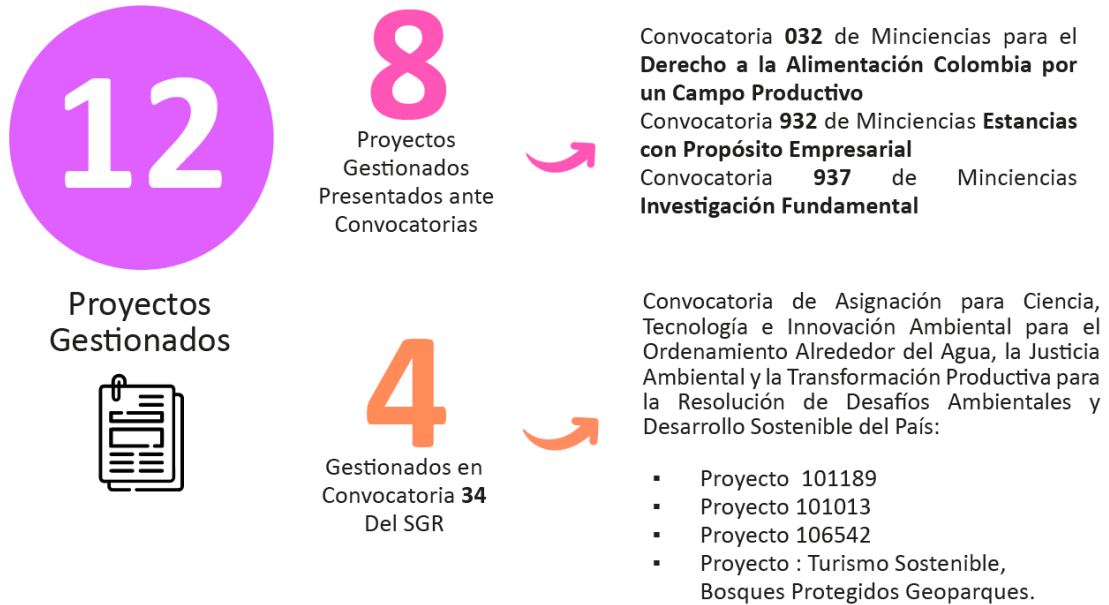 12
Proyectos
Gestionados
8
Proyectos
Gestionados
Presentados ante
Convocatorias
Convocatoria 032 de Minciencias para el
Derecho a la Alimentación Colombia por
un Campo Productivo
Convocatoria 932 de Minciencias Estancias
con Propósito Empresarial
Convocatoria 937 de Minciencias
Investigación Fundamental
4
Gestionados en
Convocatoria 34
Del SGR
Convocatoria de Asignación para Ciencia,
Tecnología e Innovación Ambiental para el
Ordenamiento Alrededor del Agua, la Justicia
Ambiental y la Transformación Productiva para
la Resolución de Desafíos Ambientales y
Desarrollo Sostenible del País:
▪ Proyecto 101189
▪ Proyecto 101013
▪ Proyecto 106542
▪ Proyecto : Turismo Sostenible,
Bosques Protegidos Geoparques.